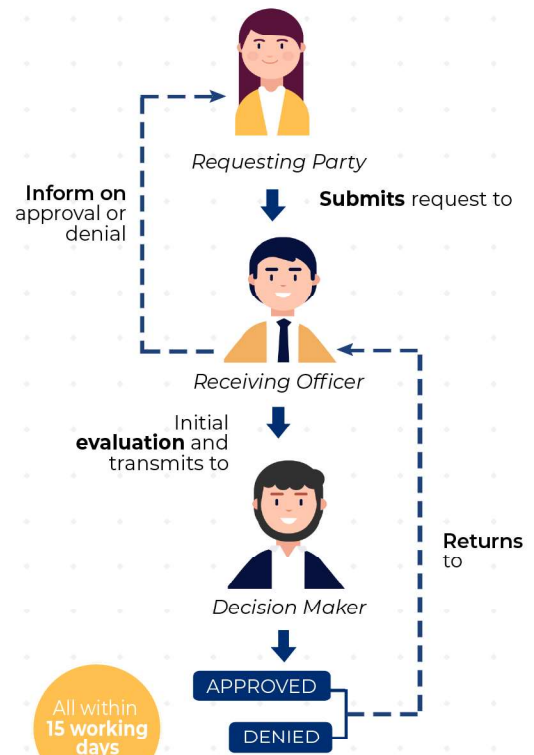 Requesting Party
Inform on
approval or
denial
Submits request to
Receiving Officer
Initial
evaluation and
transmits to
Decision Maker
Returns
to
APPROVED
DENIED
All within
15 working
days